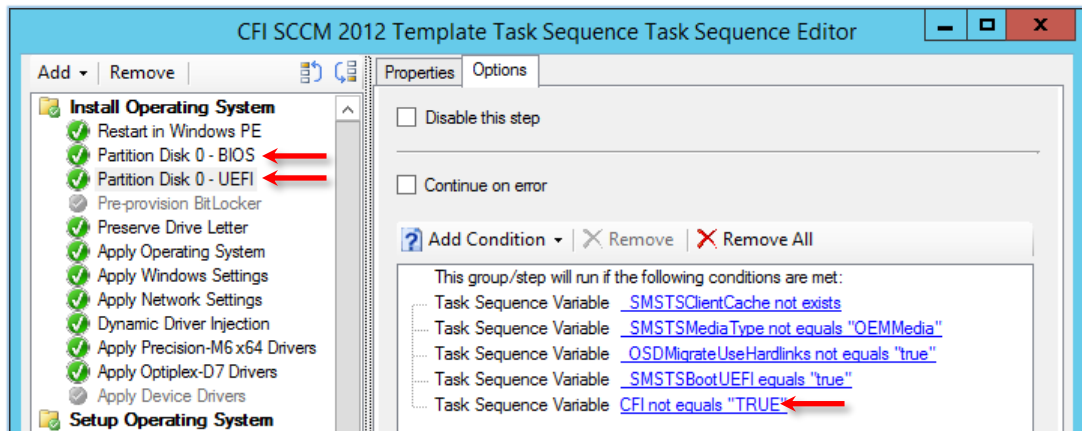 CFI SCCM 2012 Template Task Sequence Task Sequence Editor
Add Remove
Install Operating System
Restart in Windows PE
Partition Disk 0 - BIOS
Partition Disk 0 - UEFI
Pre-provision BitLocker
Preserve Drive Letter
Apply Operating System
Apply Windows Settings
Apply Network Settings
Dynamic Driver Injection
Apply Precision-M6 x64 Drivers
Apply Optiplex-D7 Drivers
Apply Device Drivers
Setup Operating System
Properties Options
Disable this step
Continue on error
Add Condition Remove Remove All
This group/step will run if the following conditions are met:
Task Sequence Variable _SMSTSClientCache not exists
Task Sequence Variable _SMSTSMediaType not equals "OEMMedia"
Task Sequence Variable _OSDMigrateUseHardlinks not equals "true"
Task Sequence Variable _SMSTSBootUEFI equals "true"
Task Sequence Variable CFI not equals "TRUE"